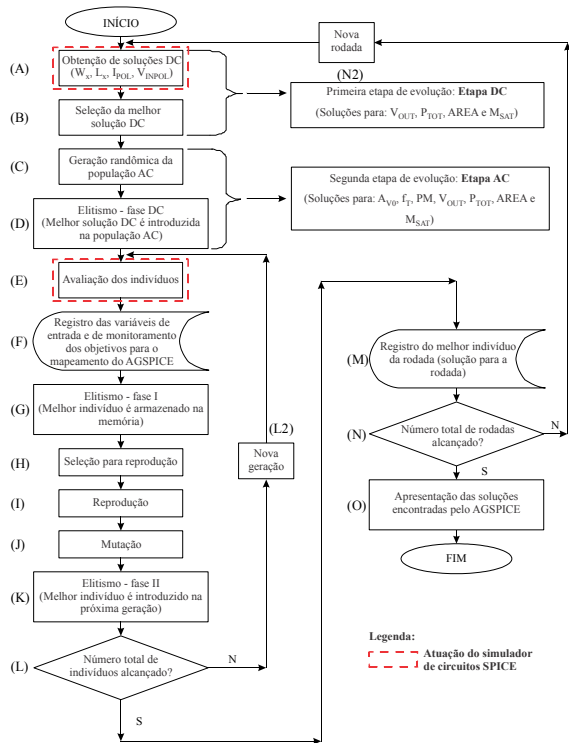 INÍCIO
Nova
rodada
(N2)
(A)
Obtenção de soluções DC
(Wx, Lx, IPOL, VINPOL)
(B)
Seleção da melhor
solução DC
Primeira etapa de evolução: Etapa DC
(Soluções para: VOUT, PTOT, AREA e MSAT)
(C)
Geração randômica da
população AC
(D)
Elitismo - fase DC
(Melhor solução DC é introduzida
na população AC)
Segunda etapa de evolução: Etapa AC
(Soluções para: AV0, fT, PM, VOUT, PTOT, AREA e
MSAT)
(E)
Avaliação dos indivíduos
(F)
Registro das variáveis de
entrada e de monitoramento
dos objetivos para o
mapeamento do AGSPICE
(G)
Elitismo - fase I
(Melhor indivíduo é armazenado na
memória)
(H)
Seleção para reprodução
(I)
Reprodução
(J)
Mutação
(K)
Elitismo - fase II
(Melhor indivíduo é introduzido na
próxima geração)
(L)
Número total de
indivíduos alcançado?
N
S
(L2)
Nova
geração
(M)
Registro do melhor indivíduo
da rodada (solução para a
rodada)
(N)
Número total de rodadas
alcançado?
N
S
(O)
Apresentação das soluções
encontradas pelo AGSPICE
FIM
Legenda:
Atuação do simulador
de circuitos SPICE